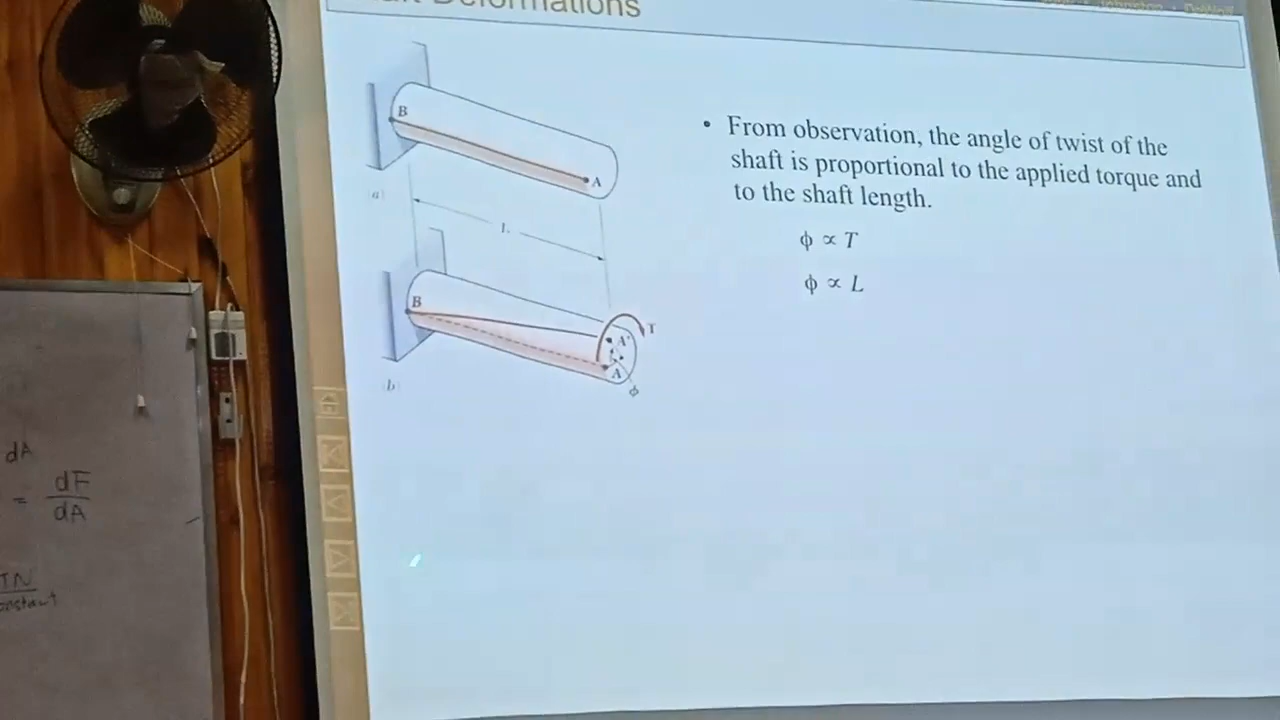 Deformations
B
A
a)
L
B
T
A'
A
φ
b)
• From observation, the angle of twist of the
shaft is proportional to the applied torque and
to the shaft length.
φ ∝ T
φ ∝ L
dA
= dF
dA